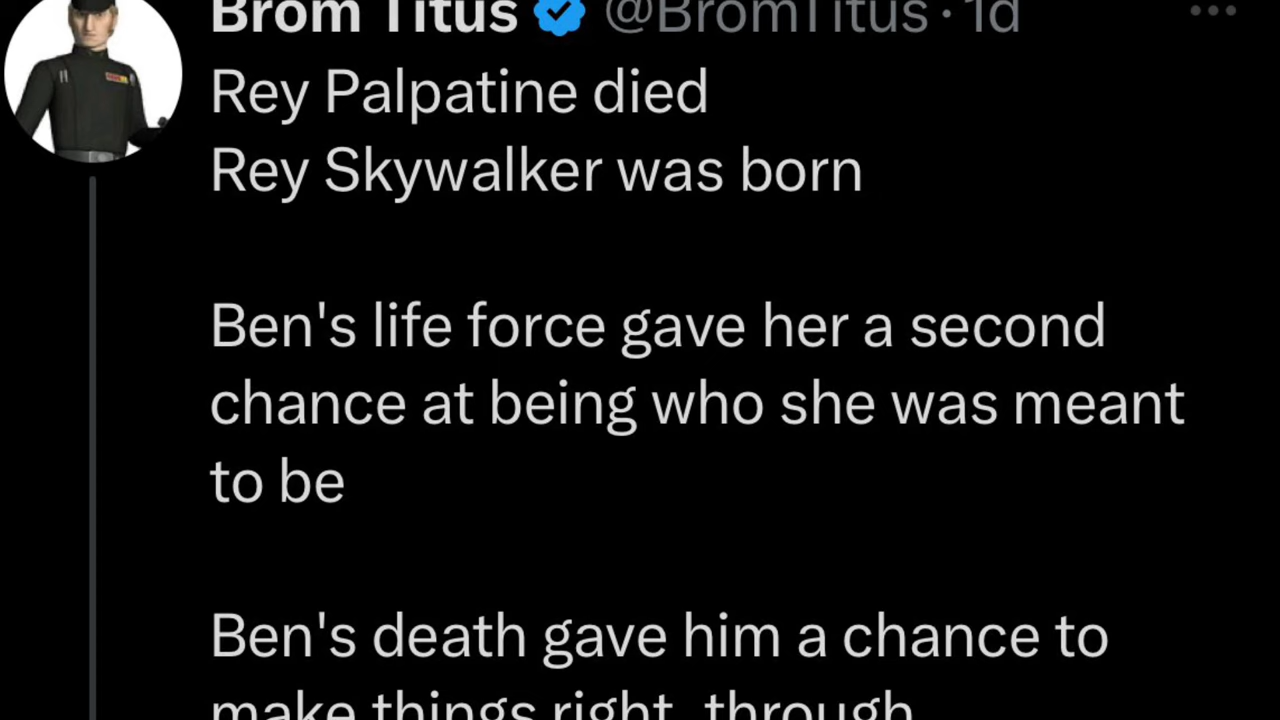 Brom Titus @BromTitus · 1d
Rey Palpatine died
Rey Skywalker was born
Ben's life force gave her a second
chance at being who she was meant
to be
Ben's death gave him a chance to
make things right, through